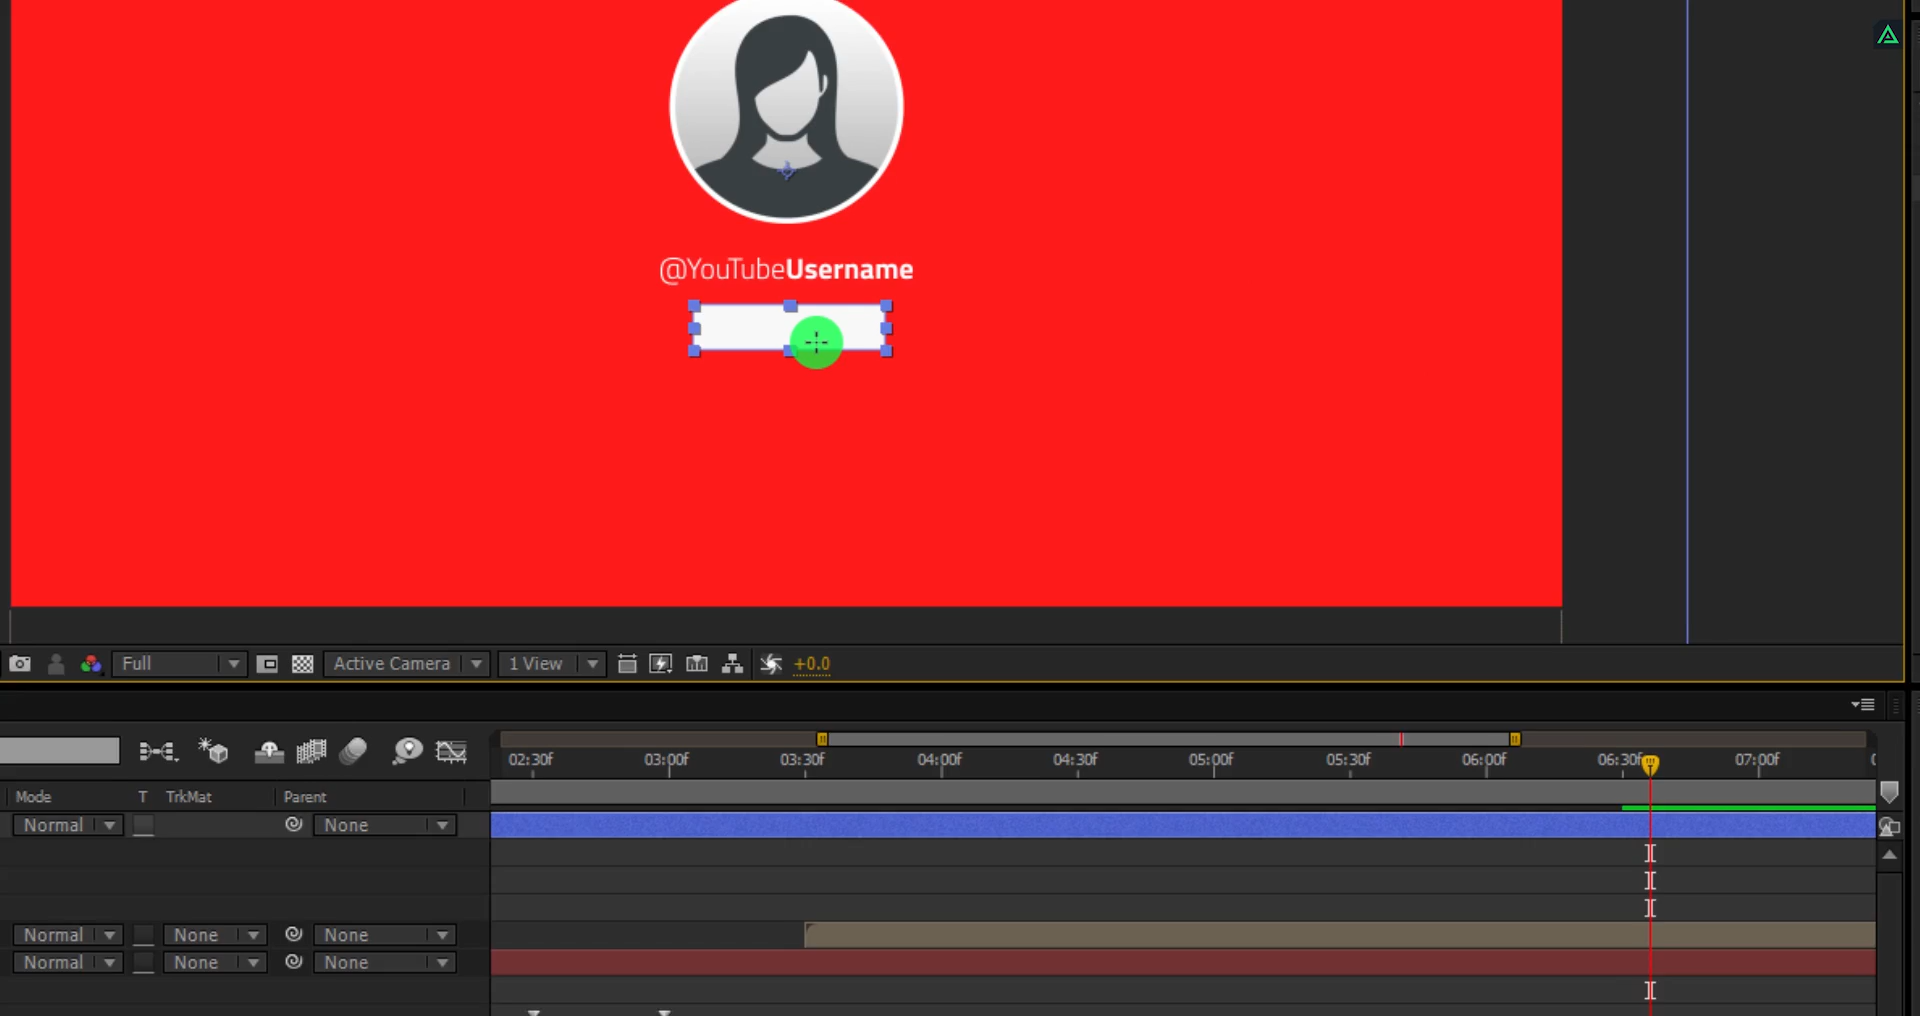 @YouTubeUsername
Full
Active Camera
1 View
+0.0
02:30f 03:00f 03:30f 04:00f 04:30f 05:00f 05:30f 06:00f 06:30f 07:00f
Mode T TrkMat Parent
Normal None
Normal None None
Normal None None